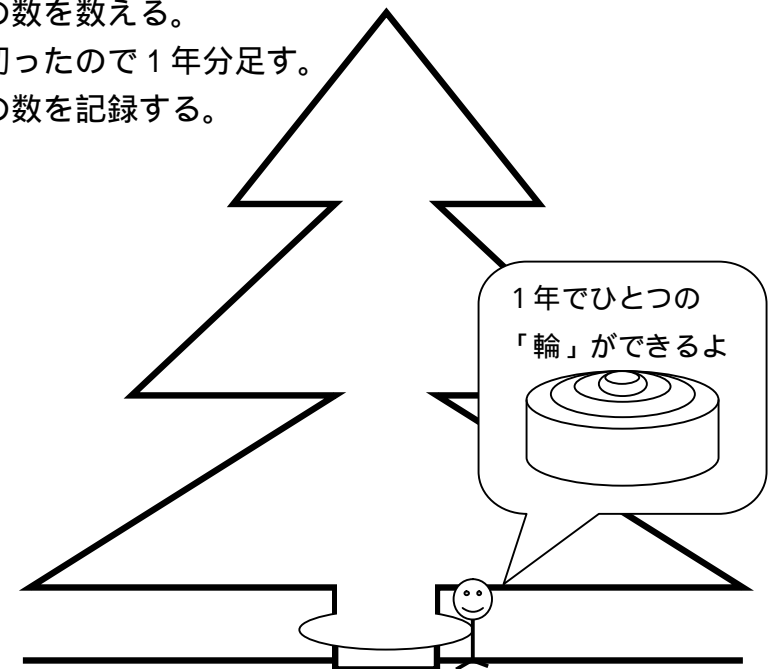 の数を数える。
切ったので1年分足す。
の数を記録する。
1年でひとつの
「輪」ができるよ